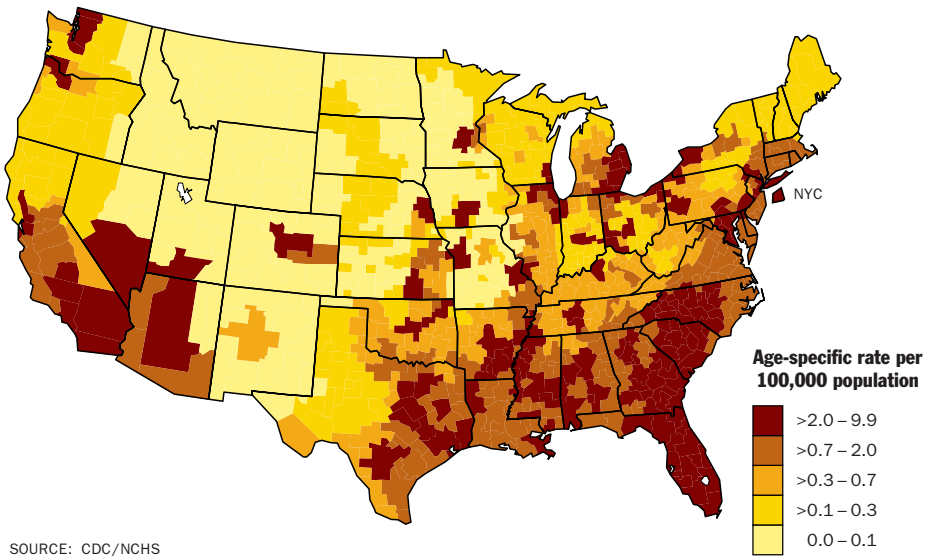 NYC
Age-specific rate per
100,000 population
>2.0 – 9.9
>0.7 – 2.0
>0.3 – 0.7
>0.1 – 0.3
0.0 – 0.1
SOURCE: CDC/NCHS